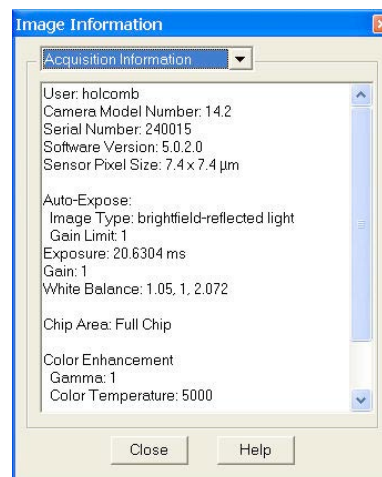 Image Information
Acquisition Information
User: holcomb
Camera Model Number: 14.2
Serial Number: 240015
Software Version: 5.0.2.0
Sensor Pixel Size: 7.4 x 7.4 µm
Auto-Expose:
Image Type: brightfield-reflected light
Gain Limit: 1
Exposure: 20.6304 ms
Gain: 1
White Balance: 1.05, 1, 2.072
Chip Area: Full Chip
Color Enhancement
Gamma: 1
Color Temperature: 5000
Close Help